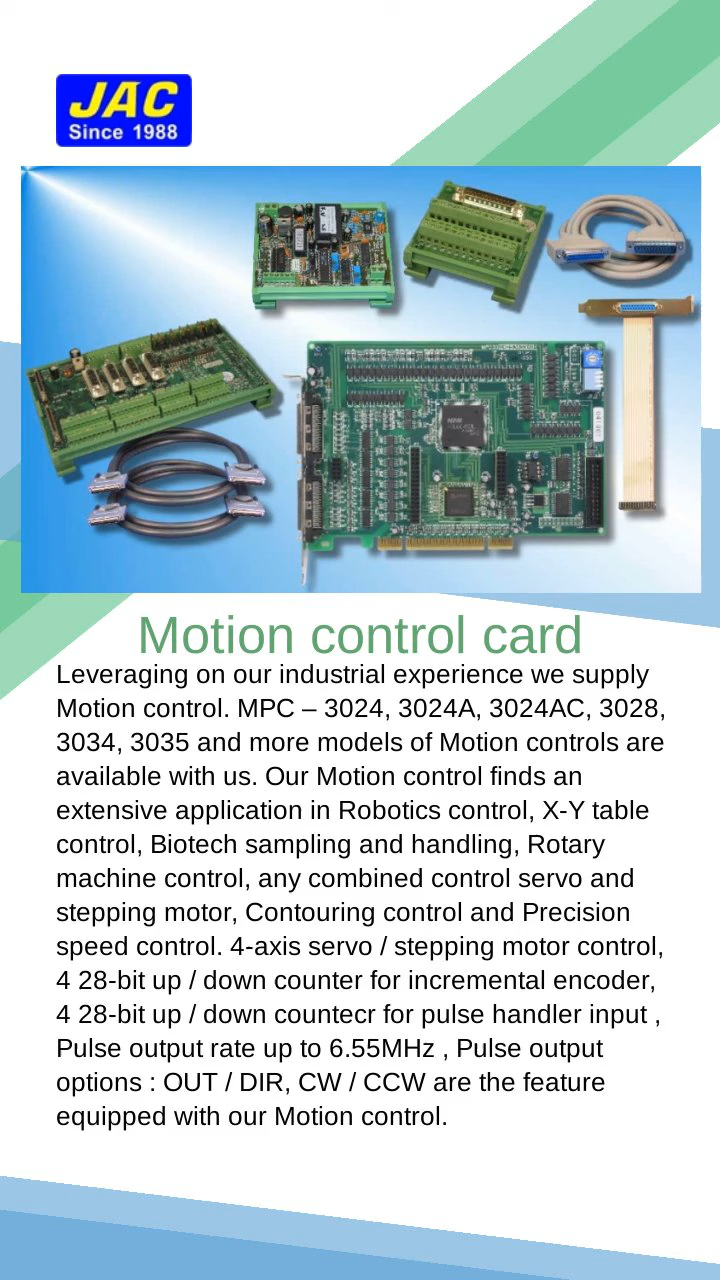 JAC
Since 1988
Motion control card
Leveraging on our industrial experience we supply
Motion control. MPC – 3024, 3024A, 3024AC, 3028,
3034, 3035 and more models of Motion controls are
available with us. Our Motion control finds an
extensive application in Robotics control, X-Y table
control, Biotech sampling and handling, Rotary
machine control, any combined control servo and
stepping motor, Contouring control and Precision
speed control. 4-axis servo / stepping motor control,
4 28-bit up / down counter for incremental encoder,
4 28-bit up / down countecr for pulse handler input ,
Pulse output rate up to 6.55MHz , Pulse output
options : OUT / DIR, CW / CCW are the feature
equipped with our Motion control.